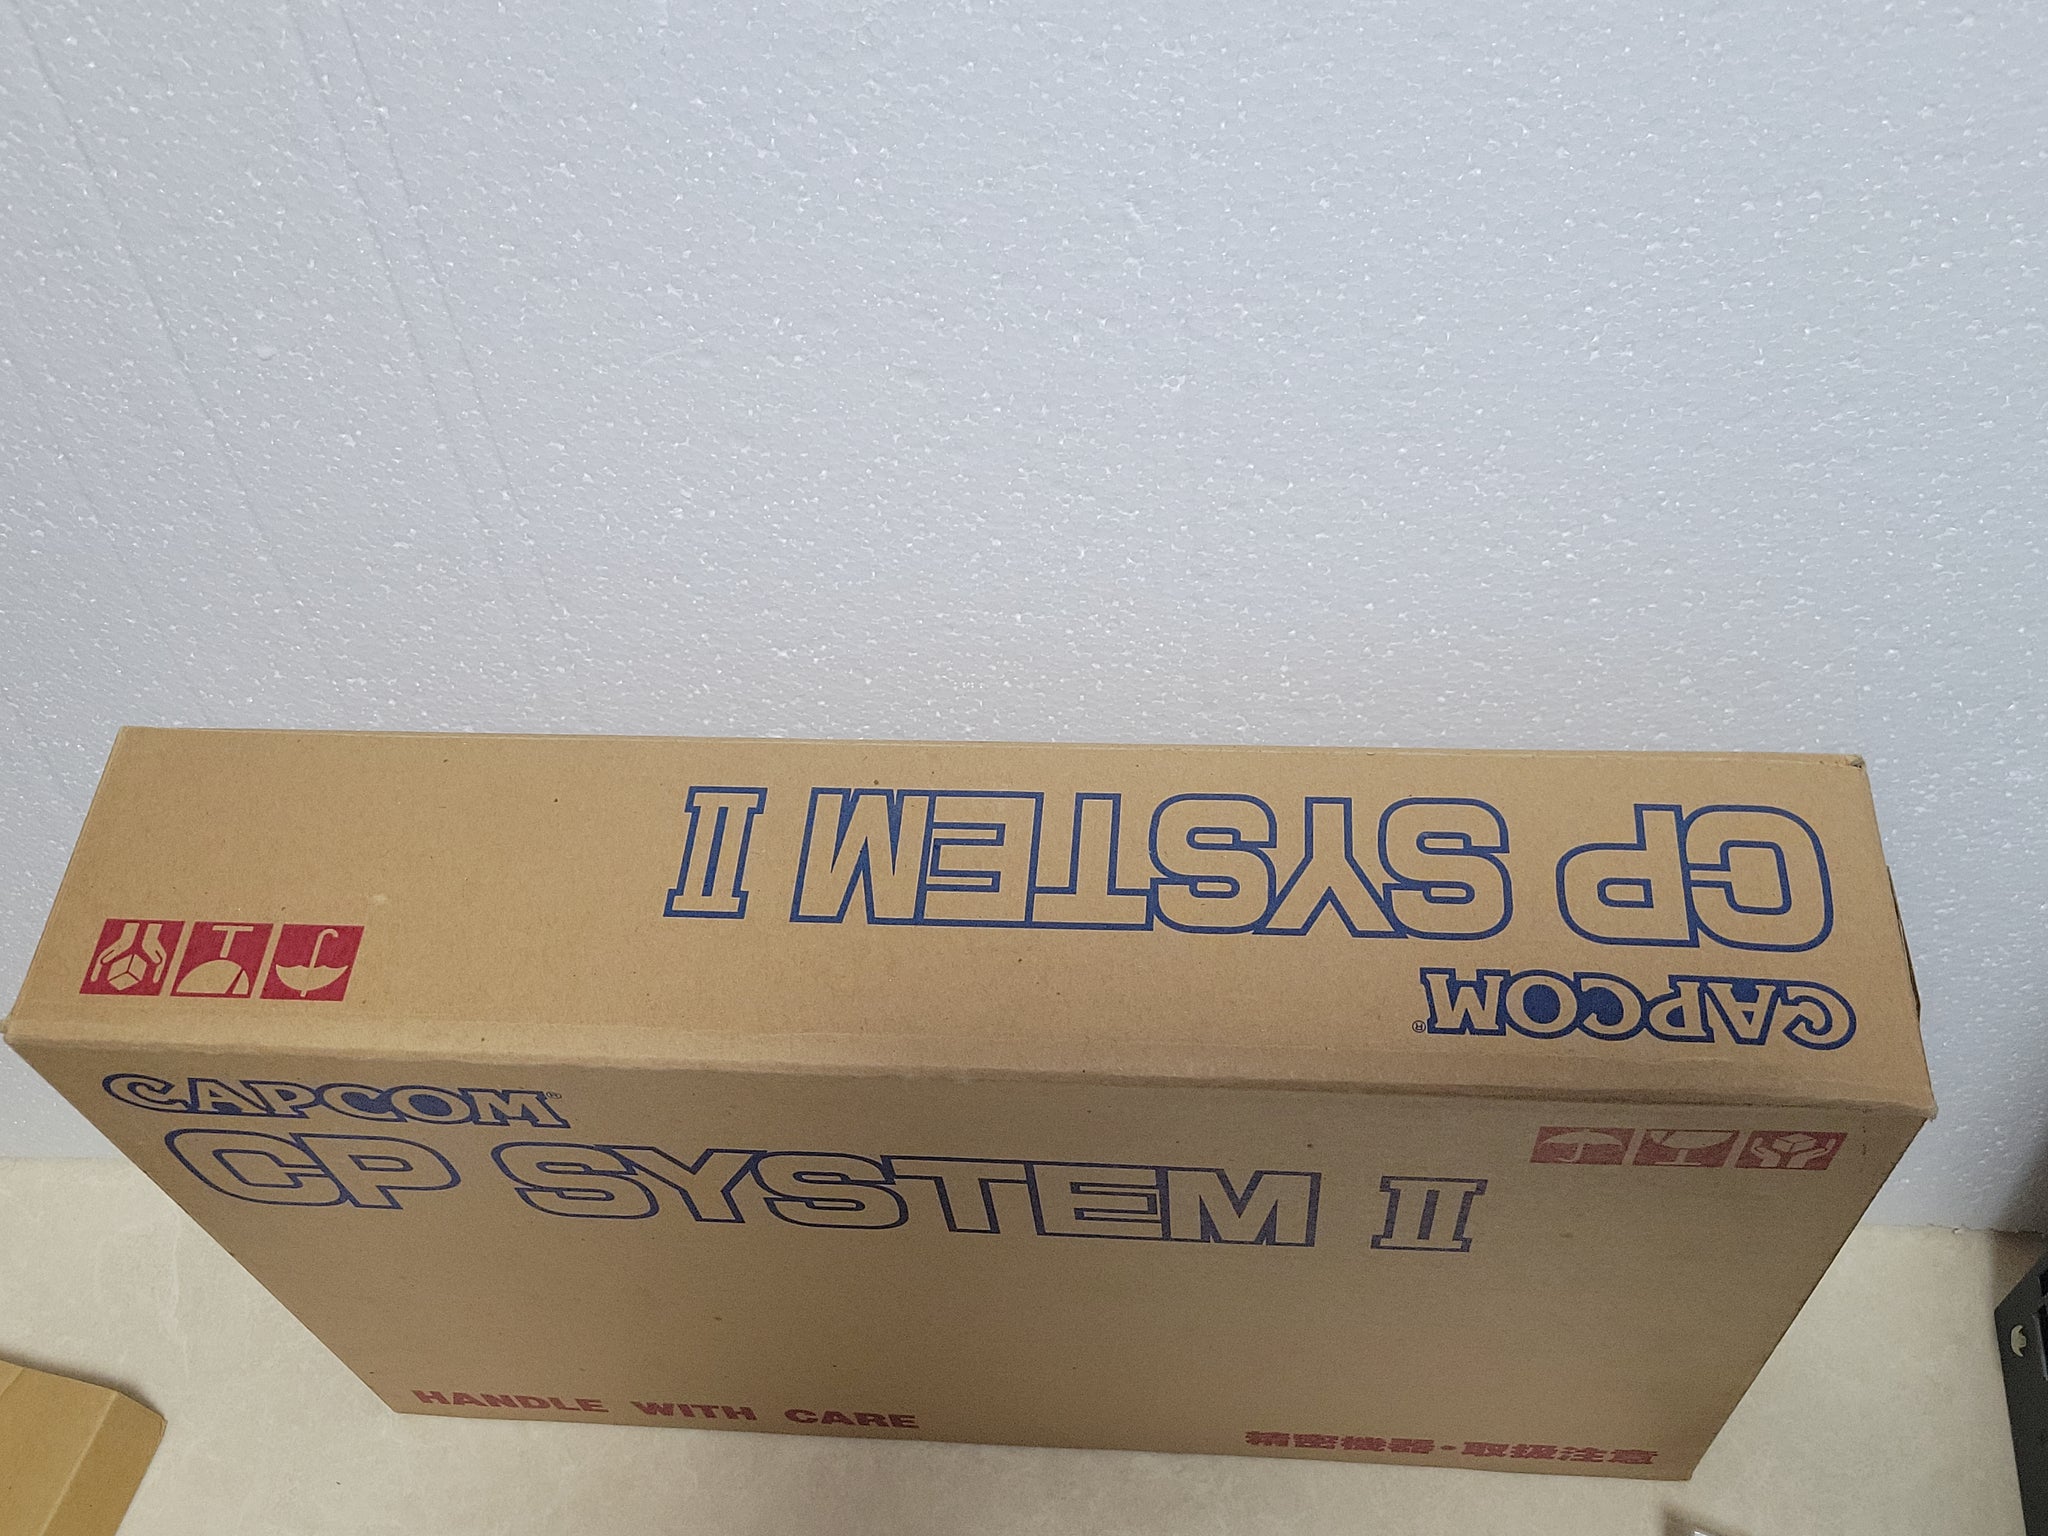 CP SYSTEM II
CAPCOM®
CAPCOM®
CP SYSTEM II
HANDLE WITH CARE
精密機器・取扱注意